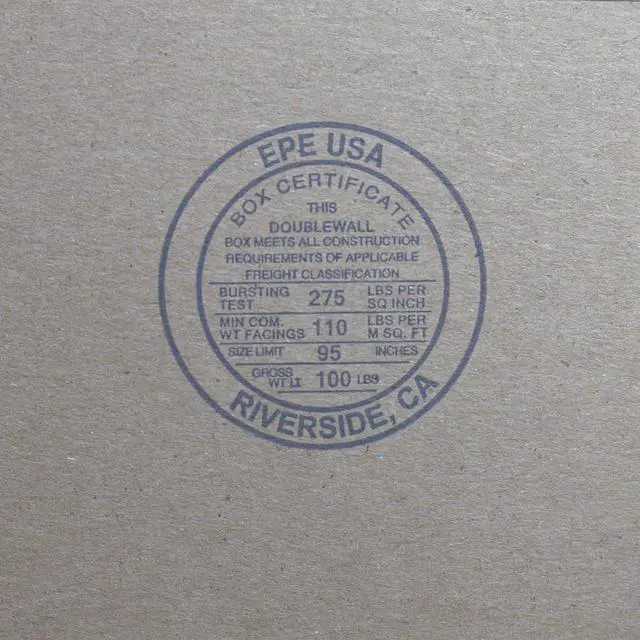 EPE USA
BOX CERTIFICATE
THIS
DOUBLEWALL
BOX MEETS ALL CONSTRUCTION
REQUIREMENTS OF APPLICABLE
FREIGHT CLASSIFICATION
BURSTING TEST 275 LBS PER SQ INCH
MIN COM. WT FACINGS 110 LBS PER M SQ. FT
SIZE LIMIT 95 INCHES
GROSS WT LT 100 LBS
RIVERSIDE, CA